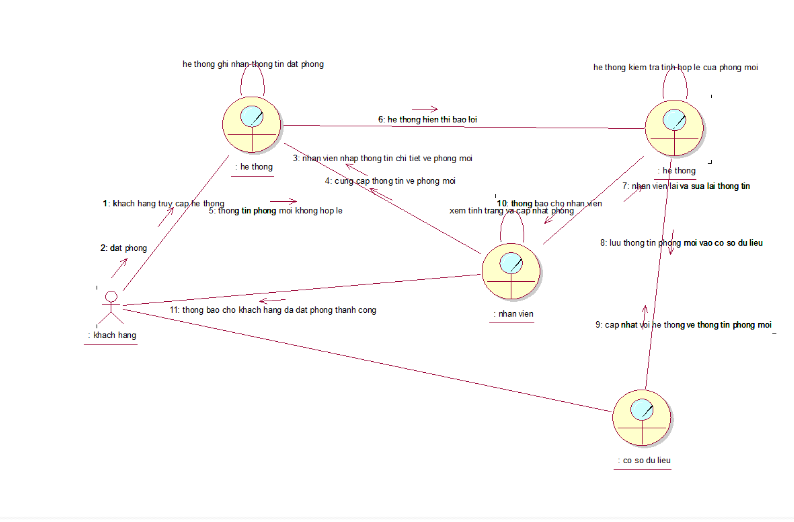 he thong ghi nhan thong tin dat phong
he thong kiem tra tinh hop le cua phong moi
6: he thong hien thi bao loi
: he thong
3: nhan vien nhap thong tin chi tiet ve phong moi
: he thong
4: cung cap thong tin ve phong moi
7: nhan vien lai va sua lai thong tin
1: khach hang truy cap he thong
10: thong bao cho nhan vien
5: thong tin phong moi khong hop le
xem tinh trang va cap nhat phong
2: dat phong
8: luu thong tin phong moi vao co so du lieu
11: thong bao cho khach hang da dat phong thanh cong
: nhan vien
9: cap nhat voi he thong ve thong tin phong moi
: khach hang
: co so du lieu